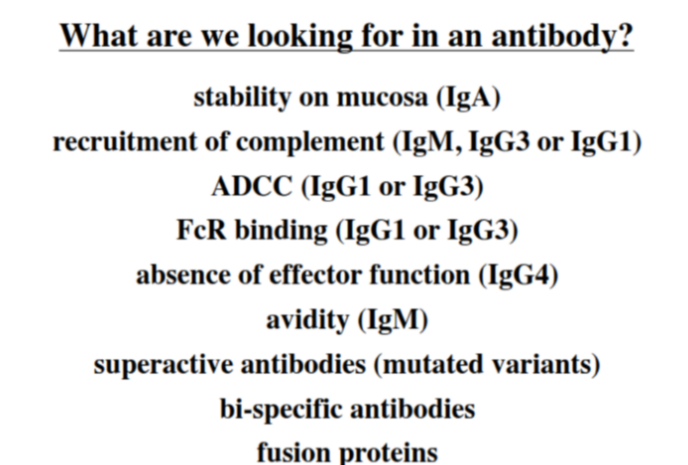 What are we looking for in an antibody?
stability on mucosa (IgA)
recruitment of complement (IgM, IgG3 or IgG1)
ADCC (IgG1 or IgG3)
FcR binding (IgG1 or IgG3)
absence of effector function (IgG4)
avidity (IgM)
superactive antibodies (mutated variants)
bi-specific antibodies
fusion proteins